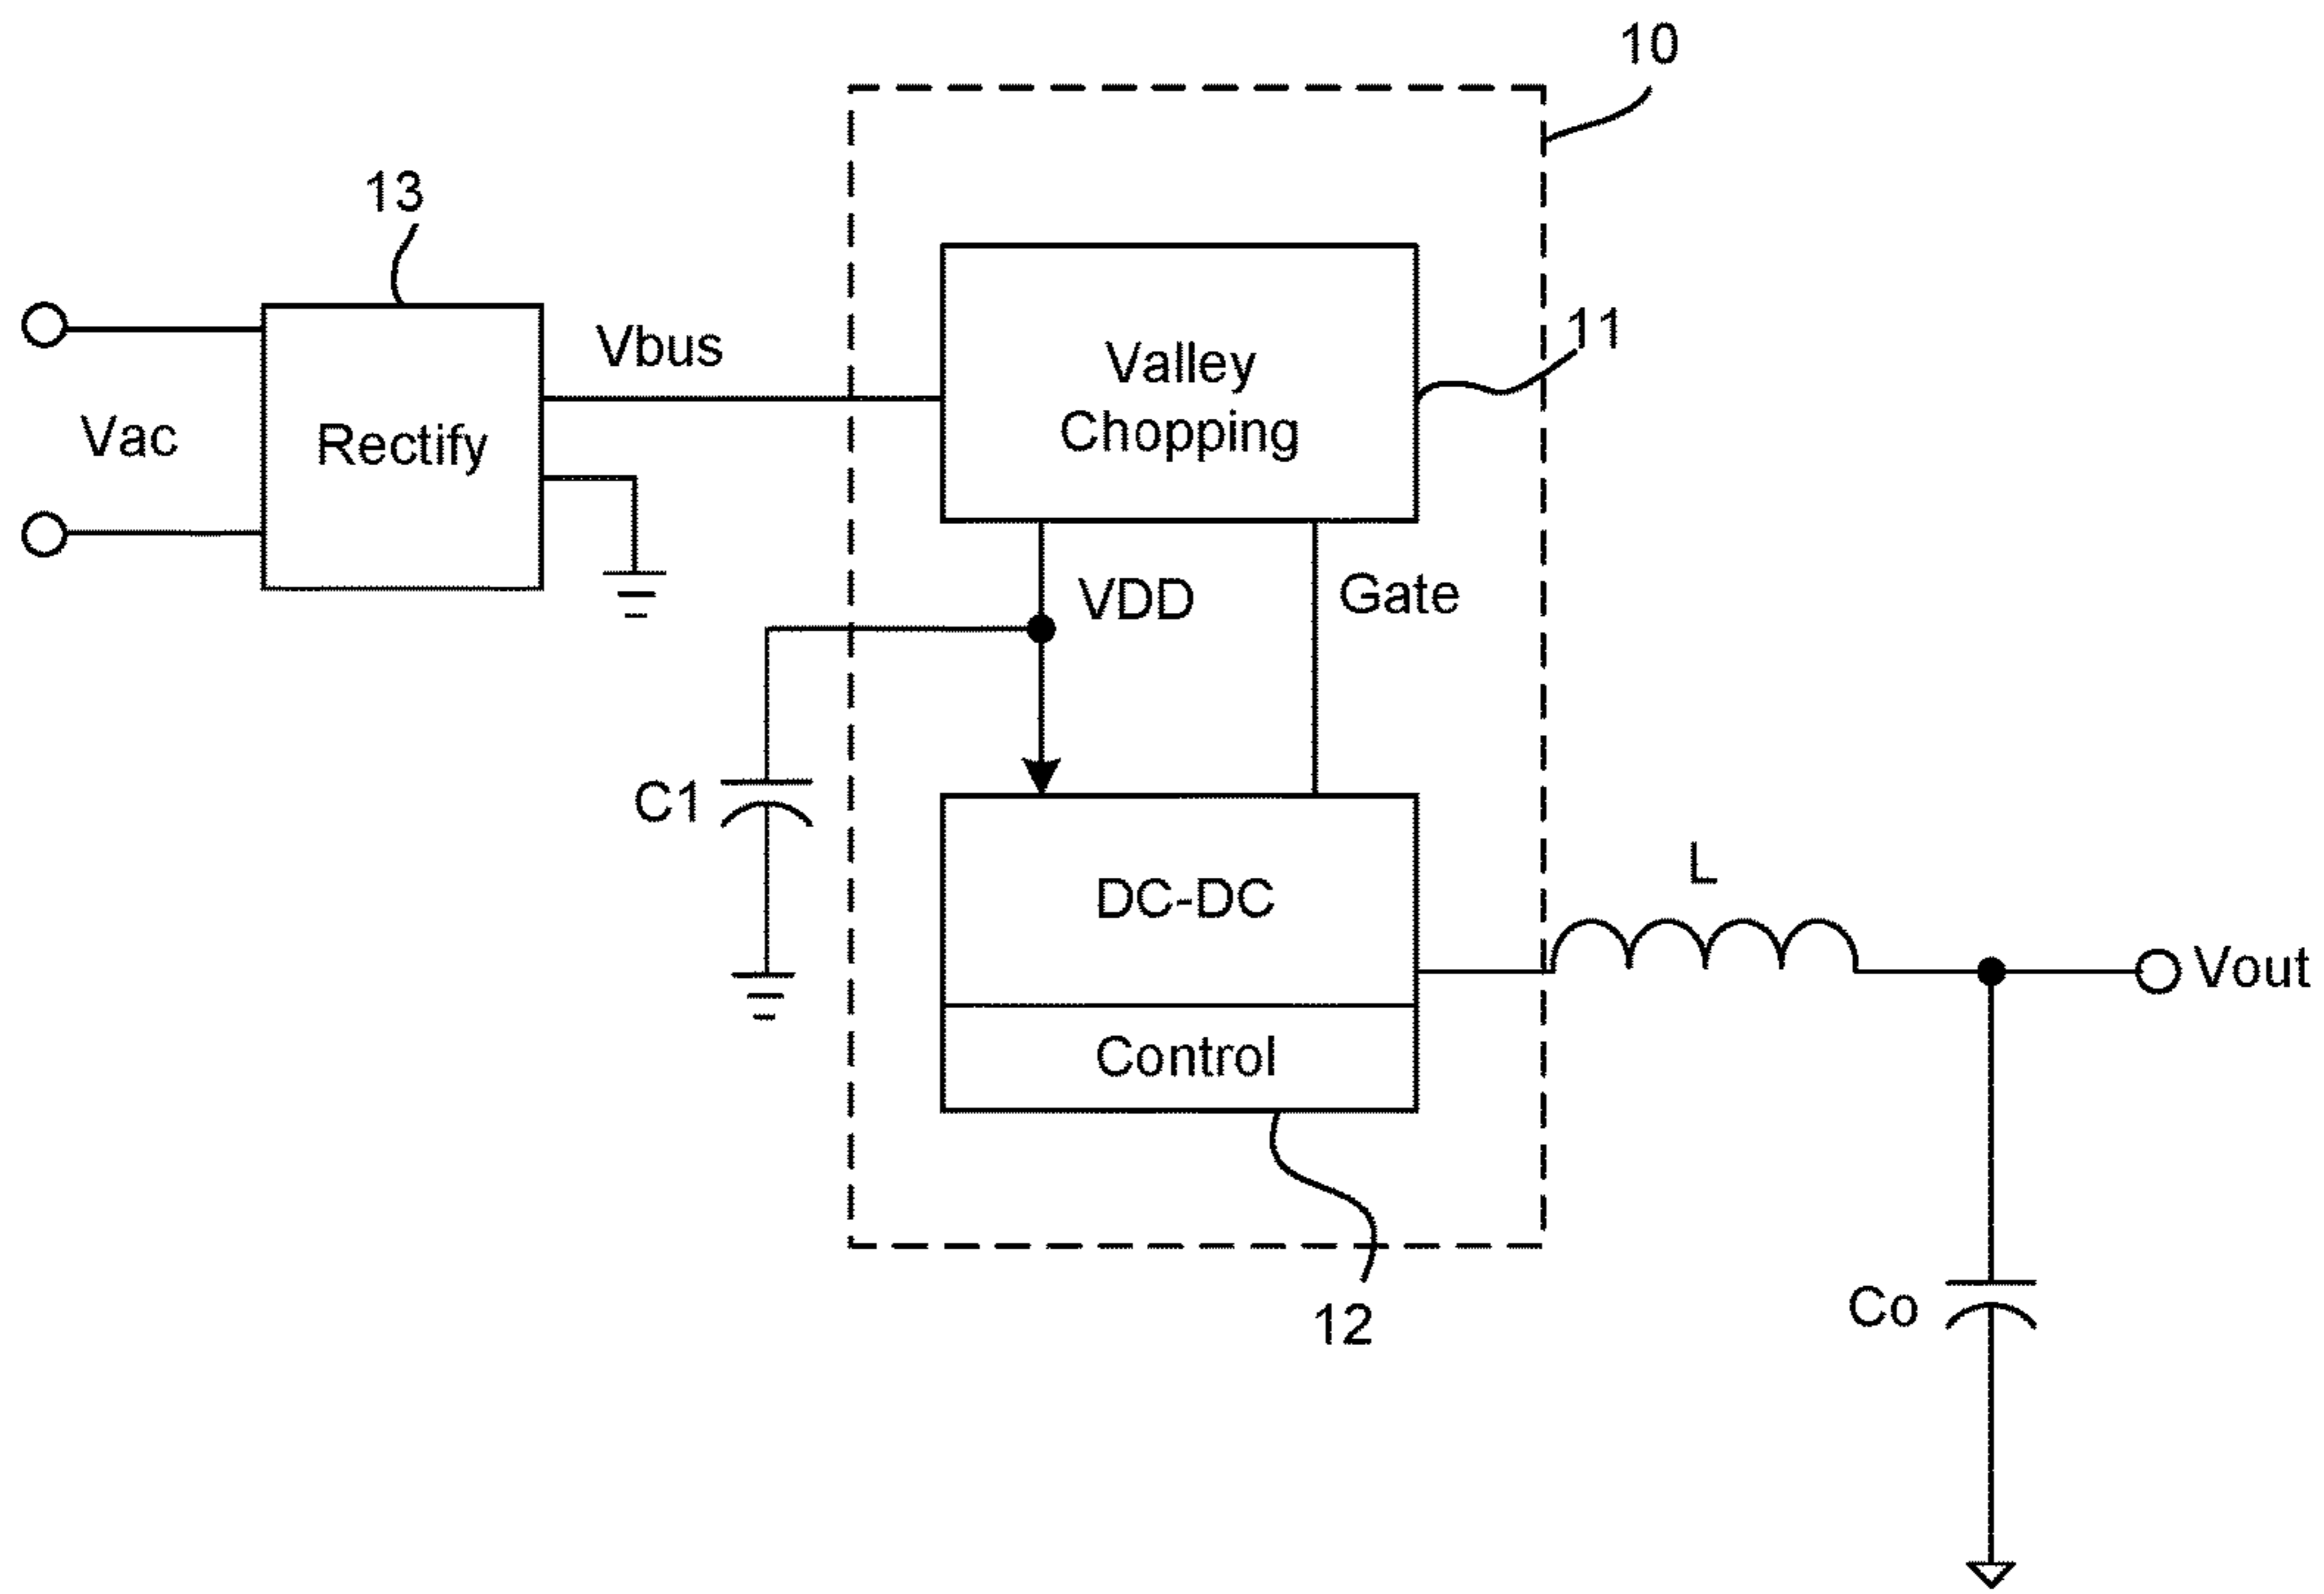 10
13
11
Vbus
Valley
Chopping
Vac
Rectify
VDD
Gate
C1
DC-DC
L
Vout
Control
Co
12